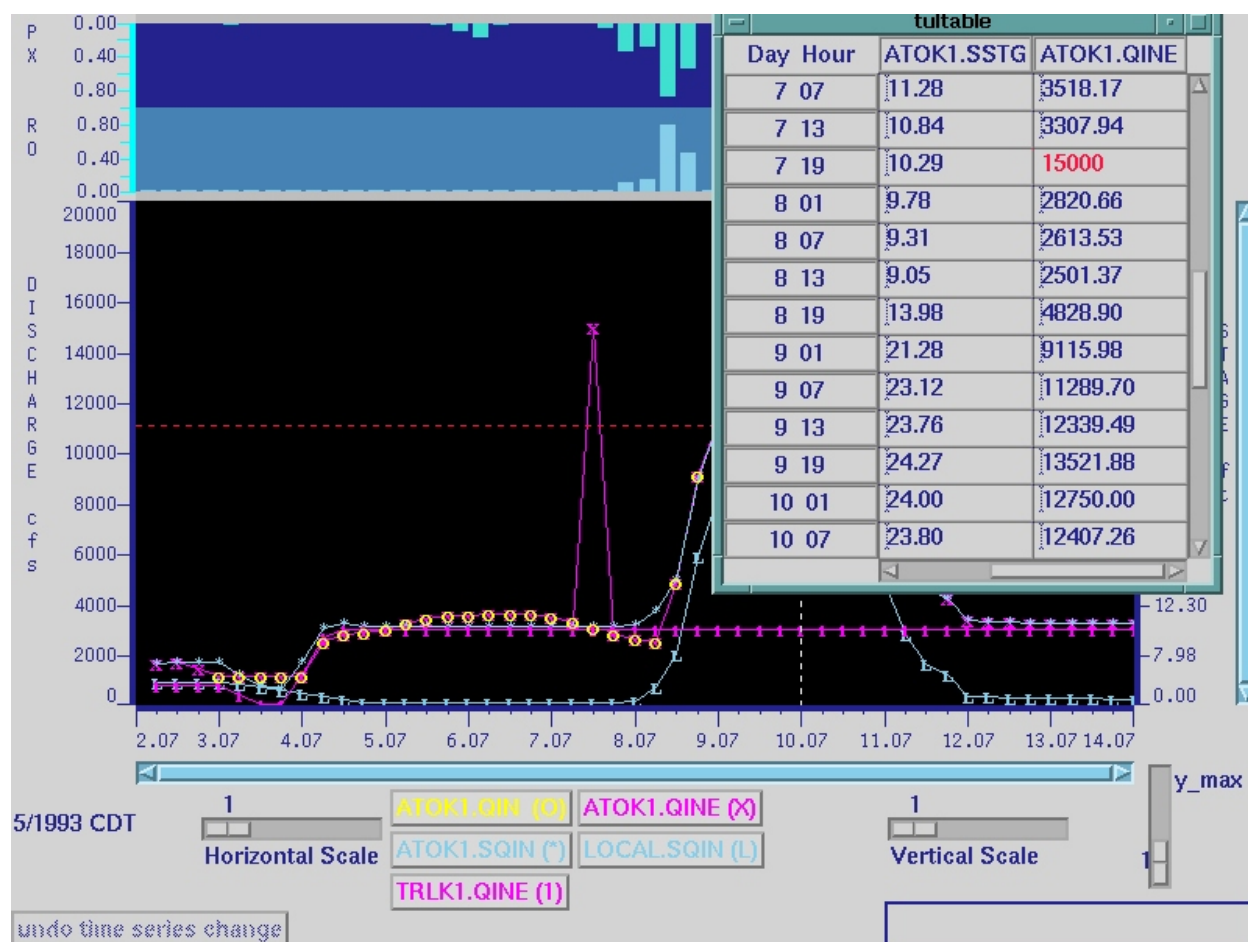 tultable
Day Hour ATOK1.SSTG ATOK1.QINE
7 07 11.28 3518.17
7 13 10.84 3307.94
7 19 10.29 15000
8 01 9.78 2820.66
8 07 9.31 2613.53
8 13 9.05 2501.37
8 19 13.98 4828.90
9 01 21.28 9115.98
9 07 23.12 11289.70
9 13 23.76 12339.49
9 19 24.27 13521.88
10 01 24.00 12750.00
10 07 23.80 12407.26
PX
0.00
0.40
0.80
RO
0.80
0.40
0.00
DISCHARGE cfs
20000
18000
16000
14000
12000
10000
8000
6000
4000
2000
0
12.30
7.98
0.00
2.07 3.07 4.07 5.07 6.07 7.07 8.07 9.07 10.07 11.07 12.07 13.07 14.07
5/1993 CDT
1
Horizontal Scale
ATOK1.QIN (O) ATOK1.QINE (X)
ATOK1.SQIN (*) LOCAL.SQIN (L)
TRLK1.QINE (1)
1
Vertical Scale
y_max
1
undo time series change